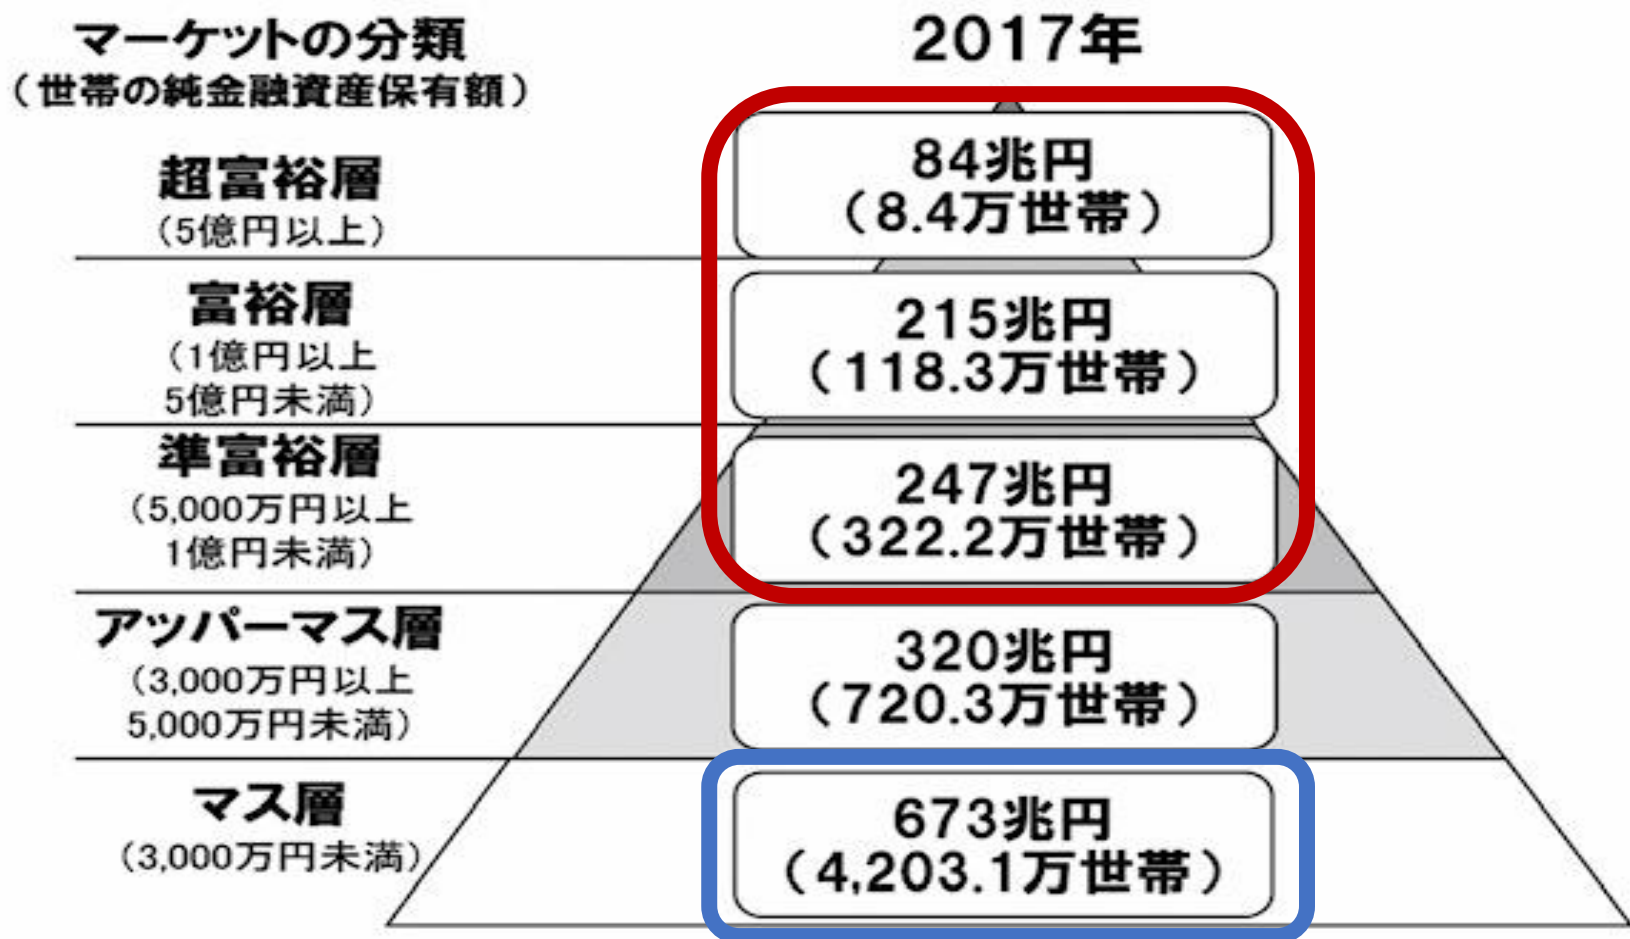 マーケットの分類
（世帯の純金融資産保有額）
2017年
超富裕層
（5億円以上）
84兆円
（8.4万世帯）
富裕層
（1億円以上
5億円未満）
215兆円
（118.3万世帯）
準富裕層
（5,000万円以上
1億円未満）
247兆円
（322.2万世帯）
アッパーマス層
（3,000万円以上
5,000万円未満）
320兆円
（720.3万世帯）
マス層
（3,000万円未満）
673兆円
（4,203.1万世帯）